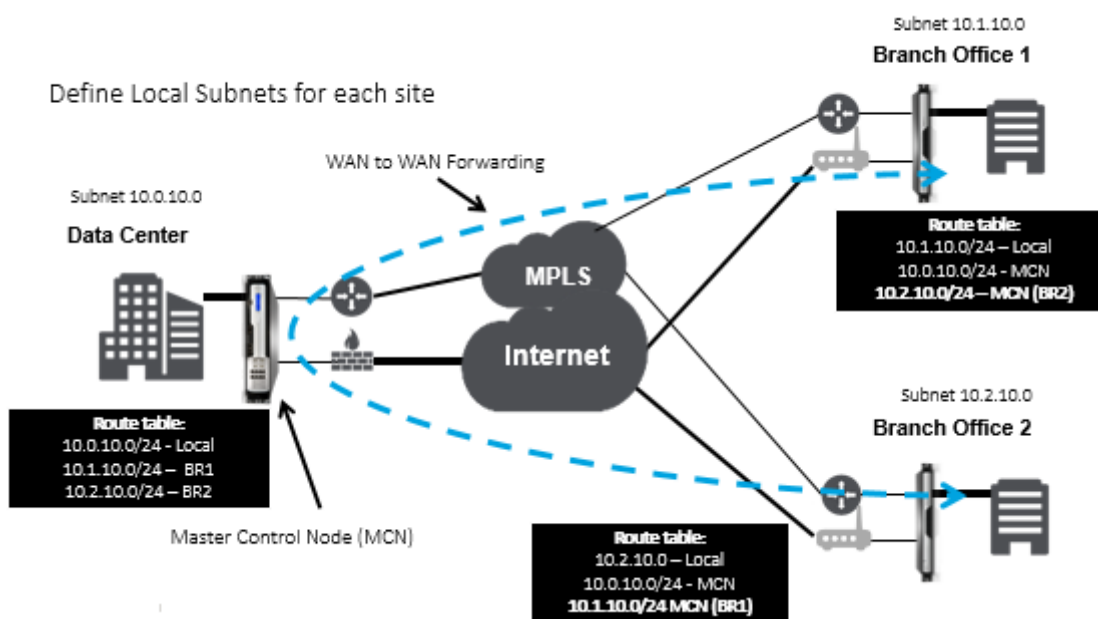 Subnet 10.1.10.0
Branch Office 1
Define Local Subnets for each site
WAN to WAN Forwarding
Subnet 10.0.10.0
Data Center
Route table:
10.1.10.0/24 – Local
10.0.10.0/24 - MCN
10.2.10.0/24 – MCN (BR2)
MPLS
Internet
Subnet 10.2.10.0
Branch Office 2
Route table:
10.0.10.0/24 - Local
10.1.10.0/24 – BR1
10.2.10.0/24 – BR2
Master Control Node (MCN)
Route table:
10.2.10.0 – Local
10.0.10.0/24 - MCN
10.1.10.0/24 MCN (BR1)